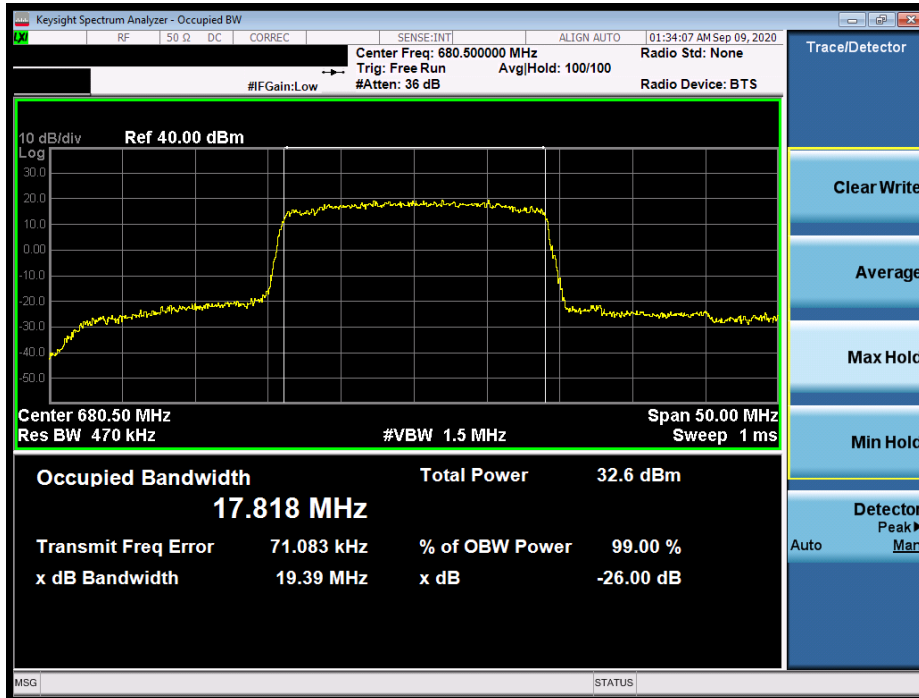 Keysight Spectrum Analyzer - Occupied BW
LXI RF 50 Ω DC CORREC SENSE:INT ALIGN AUTO 01:34:07 AM Sep 09, 2020
Center Freq: 680.500000 MHz Radio Std: None
Trig: Free Run Avg|Hold: 100/100
#IFGain:Low #Atten: 36 dB Radio Device: BTS
Trace/Detector
10 dB/div Ref 40.00 dBm
Log
30.0
20.0
10.0
0.00
-10.0
-20.0
-30.0
-40.0
-50.0
Center 680.50 MHz Span 50.00 MHz
Res BW 470 kHz #VBW 1.5 MHz Sweep 1 ms
Occupied Bandwidth Total Power 32.6 dBm
17.818 MHz
Transmit Freq Error 71.083 kHz % of OBW Power 99.00 %
x dB Bandwidth 19.39 MHz x dB -26.00 dB
Clear Write
Average
Max Hold
Min Hold
Detector
Peak▶
Auto Man
MSG STATUS